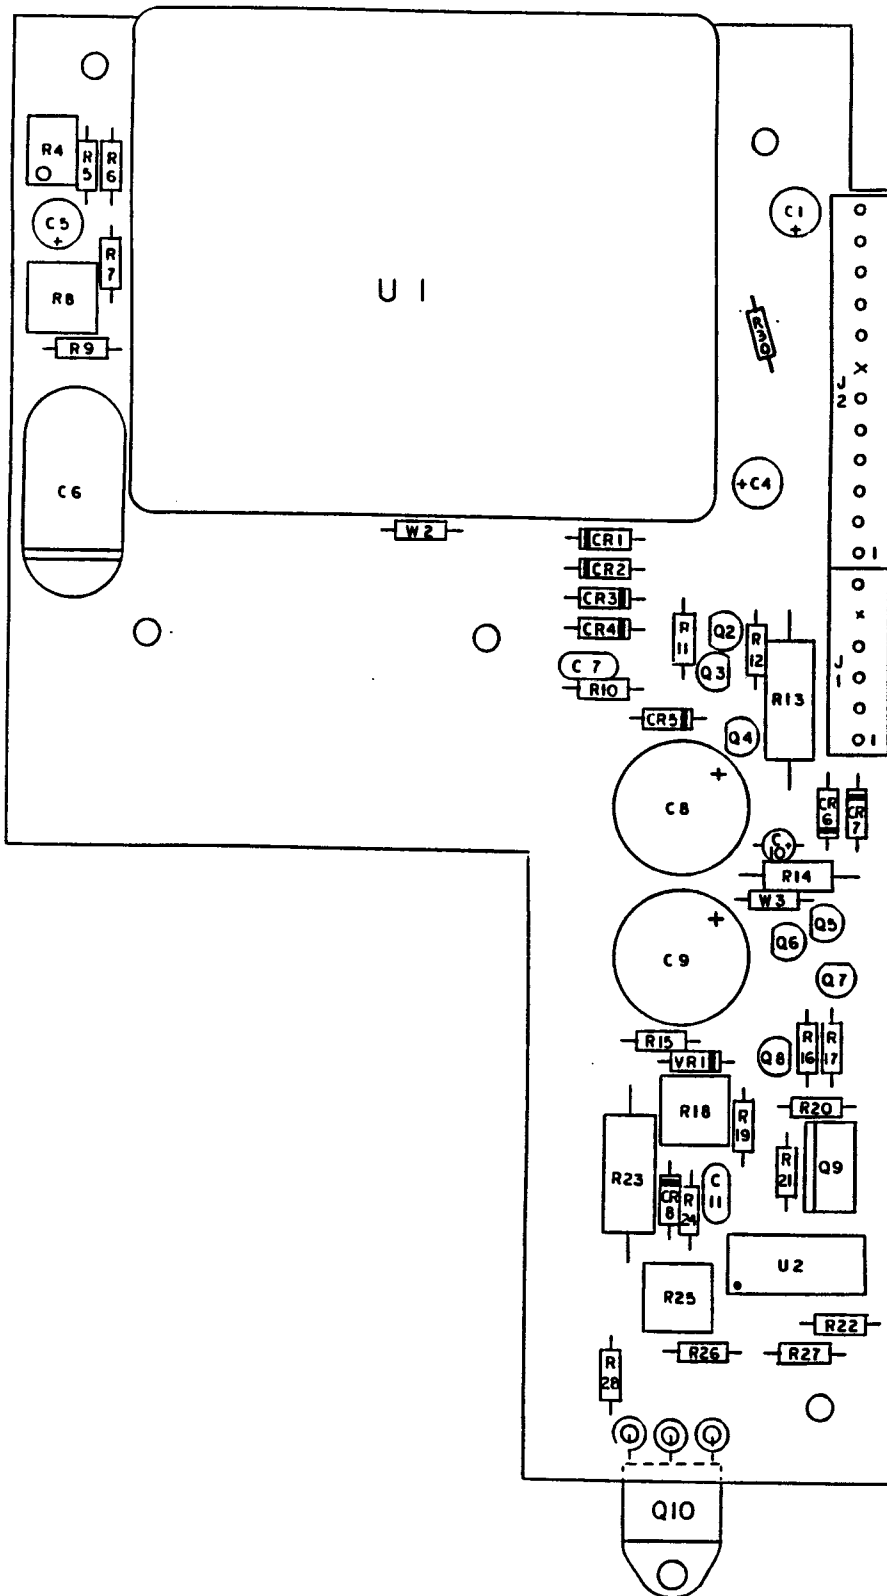 R4
R5
R6
C5
+
R7
R8
R9
C6
U1
C1
+
R30
J2
+C4
1
W2
CR1
CR2
CR3
CR4
C7
R10
CR5
R11
Q2
Q3
R12
R13
J1
1
Q4
+
C8
CR6
CR7
C10+
R14
W3
+
C9
Q5
Q6
Q7
R15
VR1
Q8
R16
R17
R18
R19
R20
R23
CR8
R24
C11
R21
Q9
U2
R25
R22
R26
R27
R28
Q10